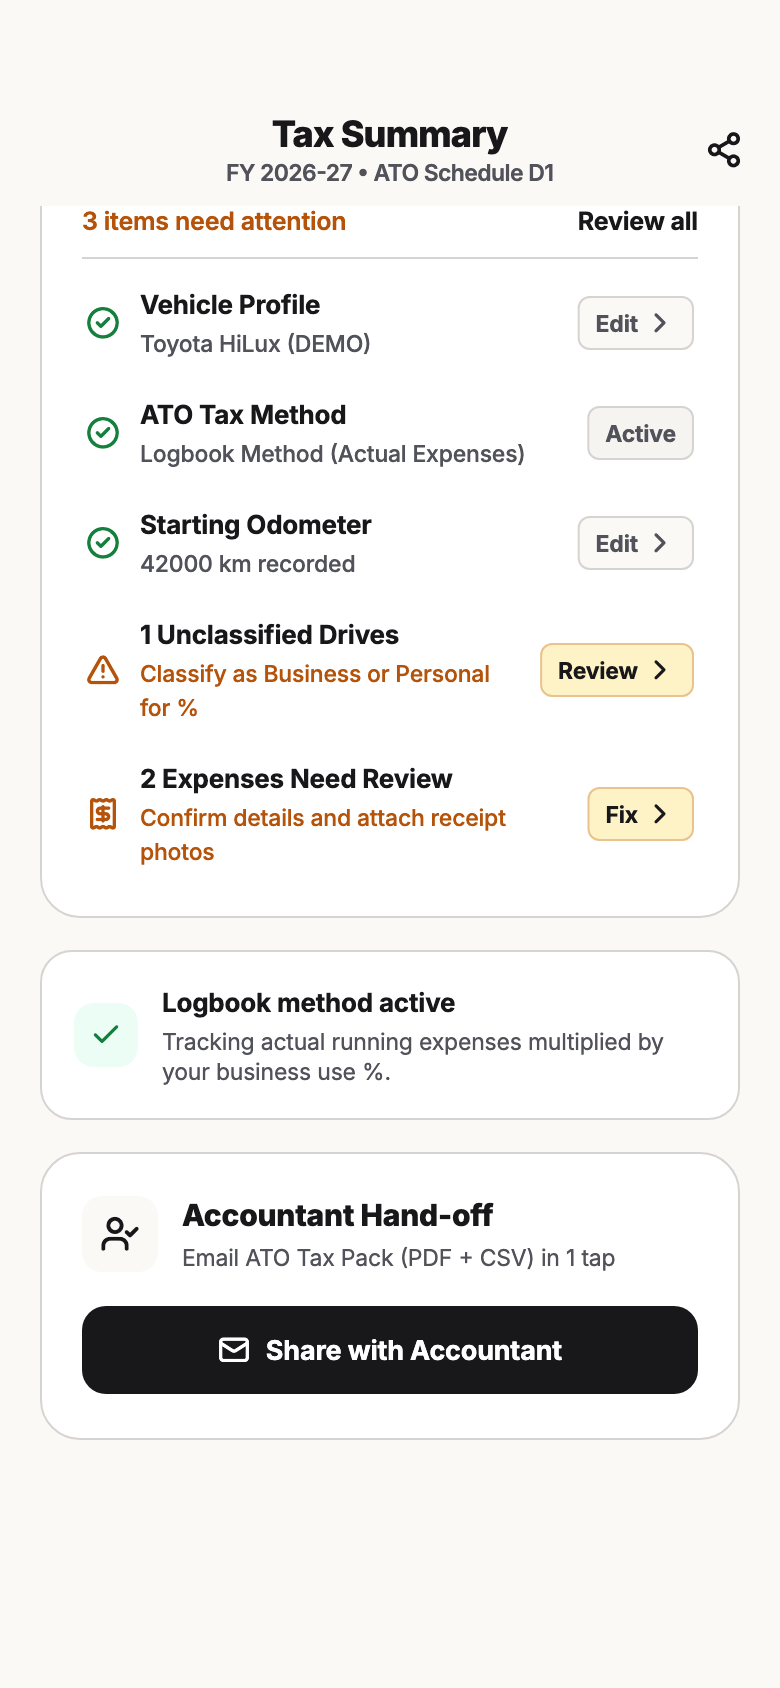 Tax Summary
FY 2026-27 • ATO Schedule D1
3 items need attention
Review all
Vehicle Profile
Toyota HiLux (DEMO)
Edit
ATO Tax Method
Logbook Method (Actual Expenses)
Active
Starting Odometer
42000 km recorded
Edit
1 Unclassified Drives
Classify as Business or Personal
for %
Review
2 Expenses Need Review
Confirm details and attach receipt
photos
Fix
Logbook method active
Tracking actual running expenses multiplied by
your business use %.
Accountant Hand-off
Email ATO Tax Pack (PDF + CSV) in 1 tap
Share with Accountant